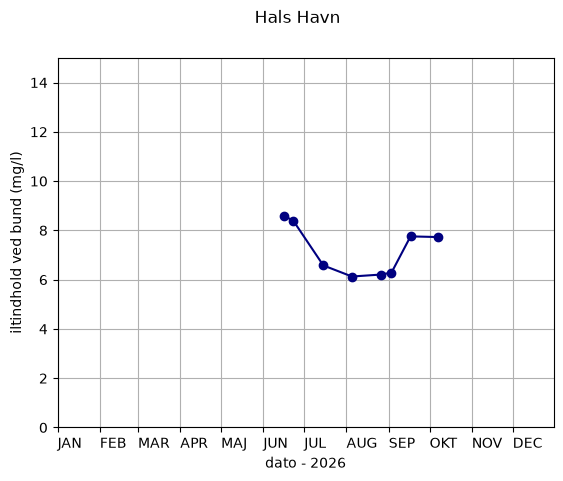 Hals Havn
iltindhold ved bund (mg/l)
14
12
10
8
6
4
2
0
JAN FEB MAR APR MAJ JUN JUL AUG SEP OKT NOV DEC
dato - 2026